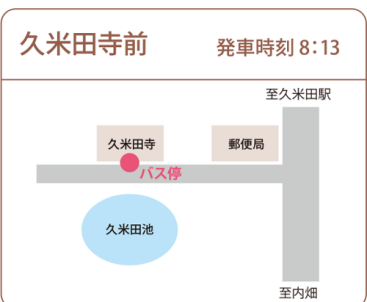 久米田寺前
発車時刻 8:13
至久米田駅
久米田寺
郵便局
バス停
久米田池
至内畑